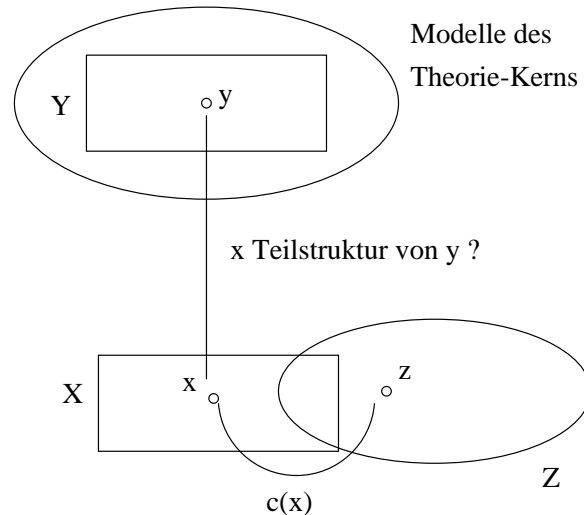 Modelle des
Theorie-Kerns
y
Y
x Teilstruktur von y ?
x
z
X
Z
c(x)